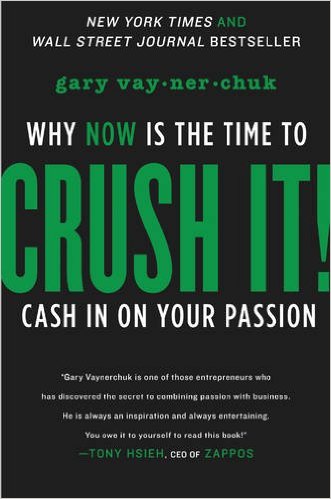 NEW YORK TIMES AND
WALL STREET JOURNAL BESTSELLER
gary vay•ner•chuk
WHY NOW IS THE TIME TO
CRUSH IT!
CASH IN ON YOUR PASSION
"Gary Vaynerchuk is one of those entrepreneurs who
has discovered the secret to combining passion with business.
He is always an inspiration and always entertaining.
You owe it to yourself to read this book!"
—TONY HSIEH, CEO OF ZAPPOS